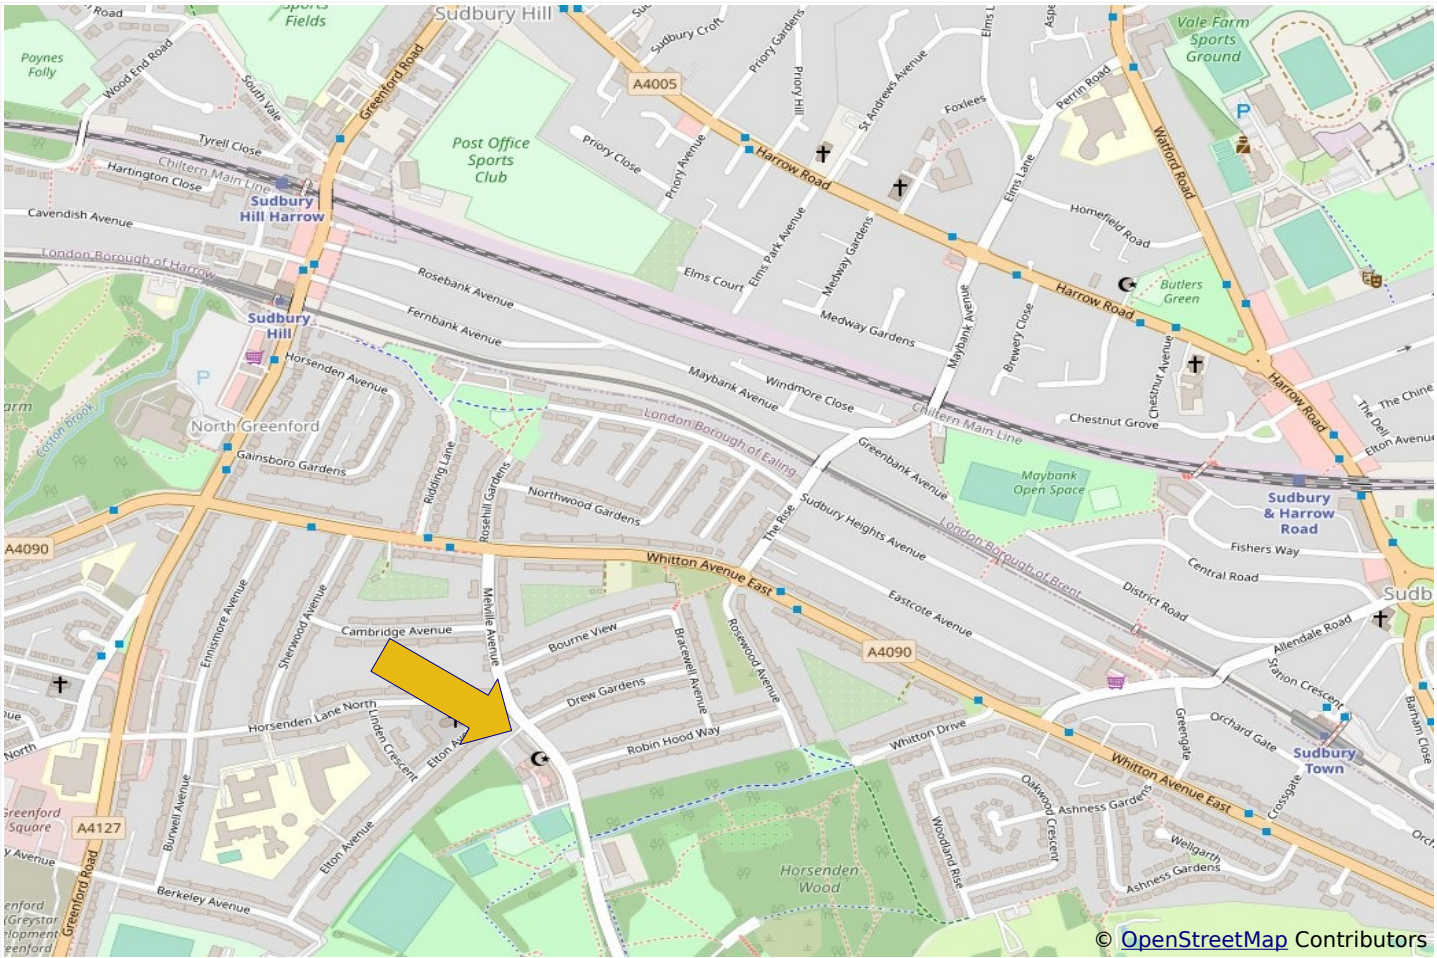 Sports
Fields
Sudbury Hill
Sudbury Croft
Priory Gardens
Vale Farm
Sports
Ground
Paynes
Folly
Wood End Road
South Vale
Greenford Road
A4005
Priory Hill
St Andrews Avenue
Foxlees
Perrin Road
P
Tyrell Close
Post Office
Sports
Club
Priory Close
Priory Avenue
Harrow Road
Elms Lane
Watford Road
Chiltern Main Line
Hartington Close
Sudbury
Hill Harrow
Cavendish Avenue
Homefield Road
London Borough of Harrow
Elms Park Avenue
Medway Gardens
Elms Court
Rosebank Avenue
Harrow Road
Butlers
Green
Sudbury
Hill
Fernbank Avenue
Medway Gardens
Maybank Avenue
Brewery Close
Chestnut Avenue
Horsenden Avenue
P
Maybank Avenue
Windmore Close
Harrow Road
The Dell
The Chine
arm
Coston Brook
North Greenford
London Borough of Ealing
Chiltern Main Line
Chestnut Grove
Elton Avenue
Gainsboro Gardens
Ridding Lane
Rosehill Gardens
Northwood Gardens
Greenbank Avenue
Maybank
Open Space
Sudbury
& Harrow
Road
The Rise
Sudbury Heights Avenue
London Borough of Brent
Fishers Way
Central Road
A4090
Whitton Avenue East
District Road
Sudb
Ennismore Avenue
Sherwood Avenue
Melville Avenue
Eastcote Avenue
Allendale Road
Cambridge Avenue
Bourne View
Bracewell Avenue
Rosewood Avenue
A4090
Station Crescent
Drew Gardens
Horsenden Lane North
Linden Crescent
Elton Ave
Robin Hood Way
Whitton Drive
Greengate
Orchard Gate
Barham Close
North
Sudbury
Town
Whitton Avenue East
Crossgate
Oakwood Crescent
Ashness Gardens
Greenford
Square
A4127
Burwell Avenue
Elton Avenue
Woodland Rise
Wellgarth
Orch
y Avenue
Berkeley Avenue
Greenford Road
Horsenden
Wood
Ashness Gardens
enford
(Greystar
elopment
eenford
© OpenStreetMap Contributors